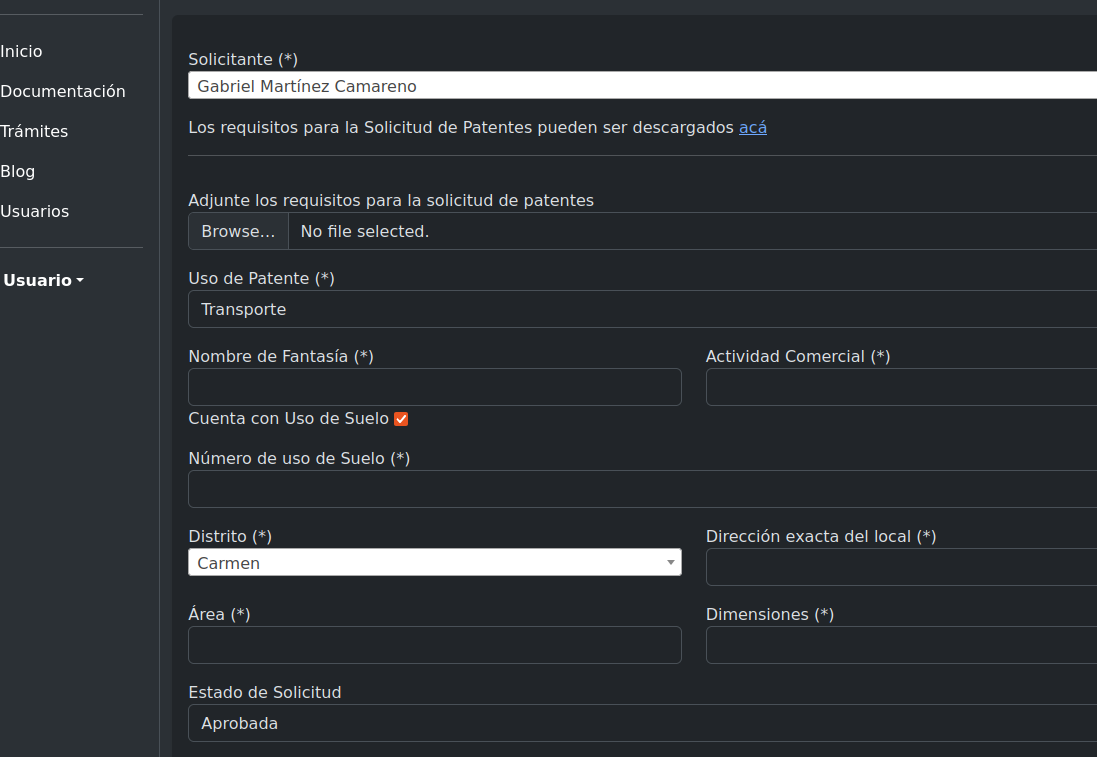 Inicio
Documentación
Trámites
Blog
Usuarios
Usuario
Solicitante (*)
Gabriel Martínez Camareno
Los requisitos para la Solicitud de Patentes pueden ser descargados acá
Adjunte los requisitos para la solicitud de patentes
Browse... No file selected.
Uso de Patente (*)
Transporte
Nombre de Fantasía (*) Actividad Comercial (*)
Cuenta con Uso de Suelo
Número de uso de Suelo (*)
Distrito (*) Dirección exacta del local (*)
Carmen
Área (*) Dimensiones (*)
Estado de Solicitud
Aprobada